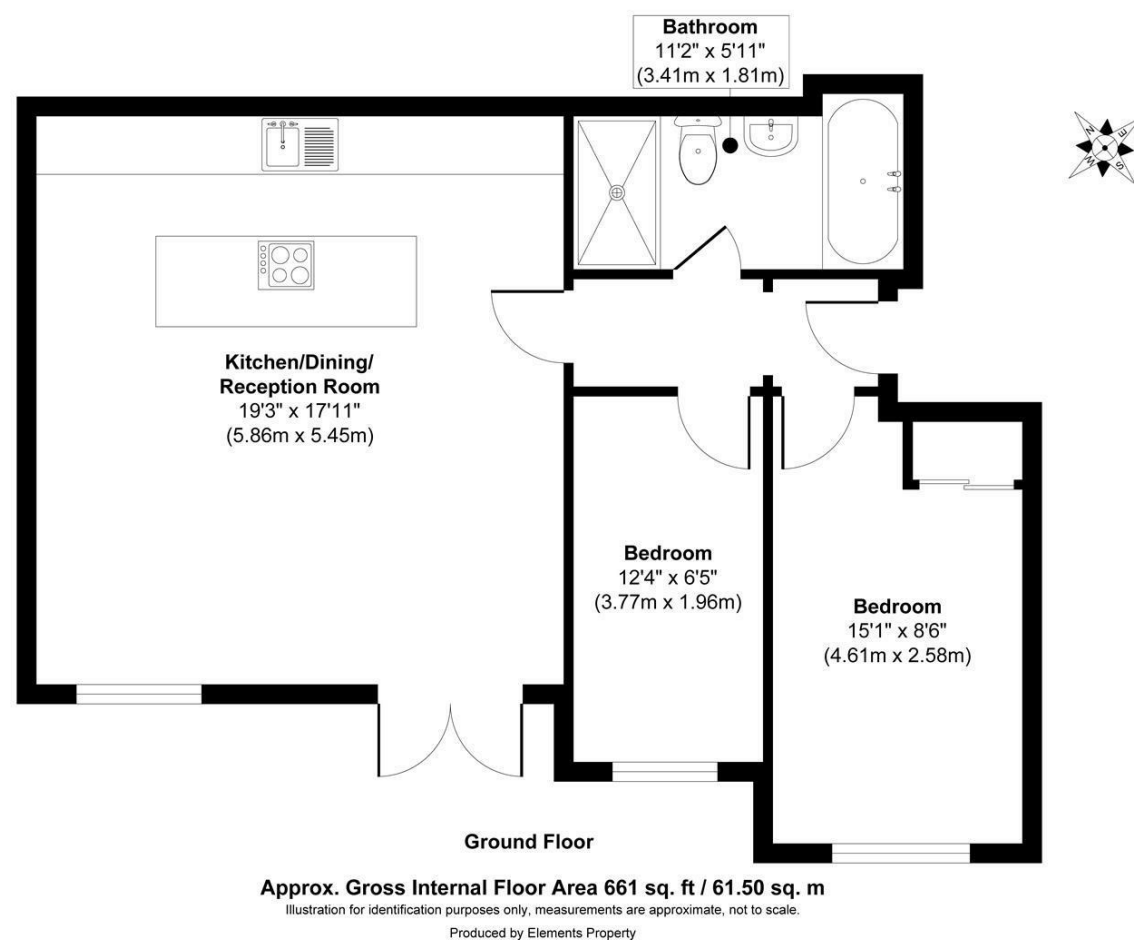 Bathroom
11'2" x 5'11"
(3.41m x 1.81m)
N
E
W
S
Kitchen/Dining/
Reception Room
19'3" x 17'11"
(5.86m x 5.45m)
Bedroom
12'4" x 6'5"
(3.77m x 1.96m)
Bedroom
15'1" x 8'6"
(4.61m x 2.58m)
Ground Floor
Approx. Gross Internal Floor Area 661 sq. ft / 61.50 sq. m
Illustration for identification purposes only, measurements are approximate, not to scale.
Produced by Elements Property